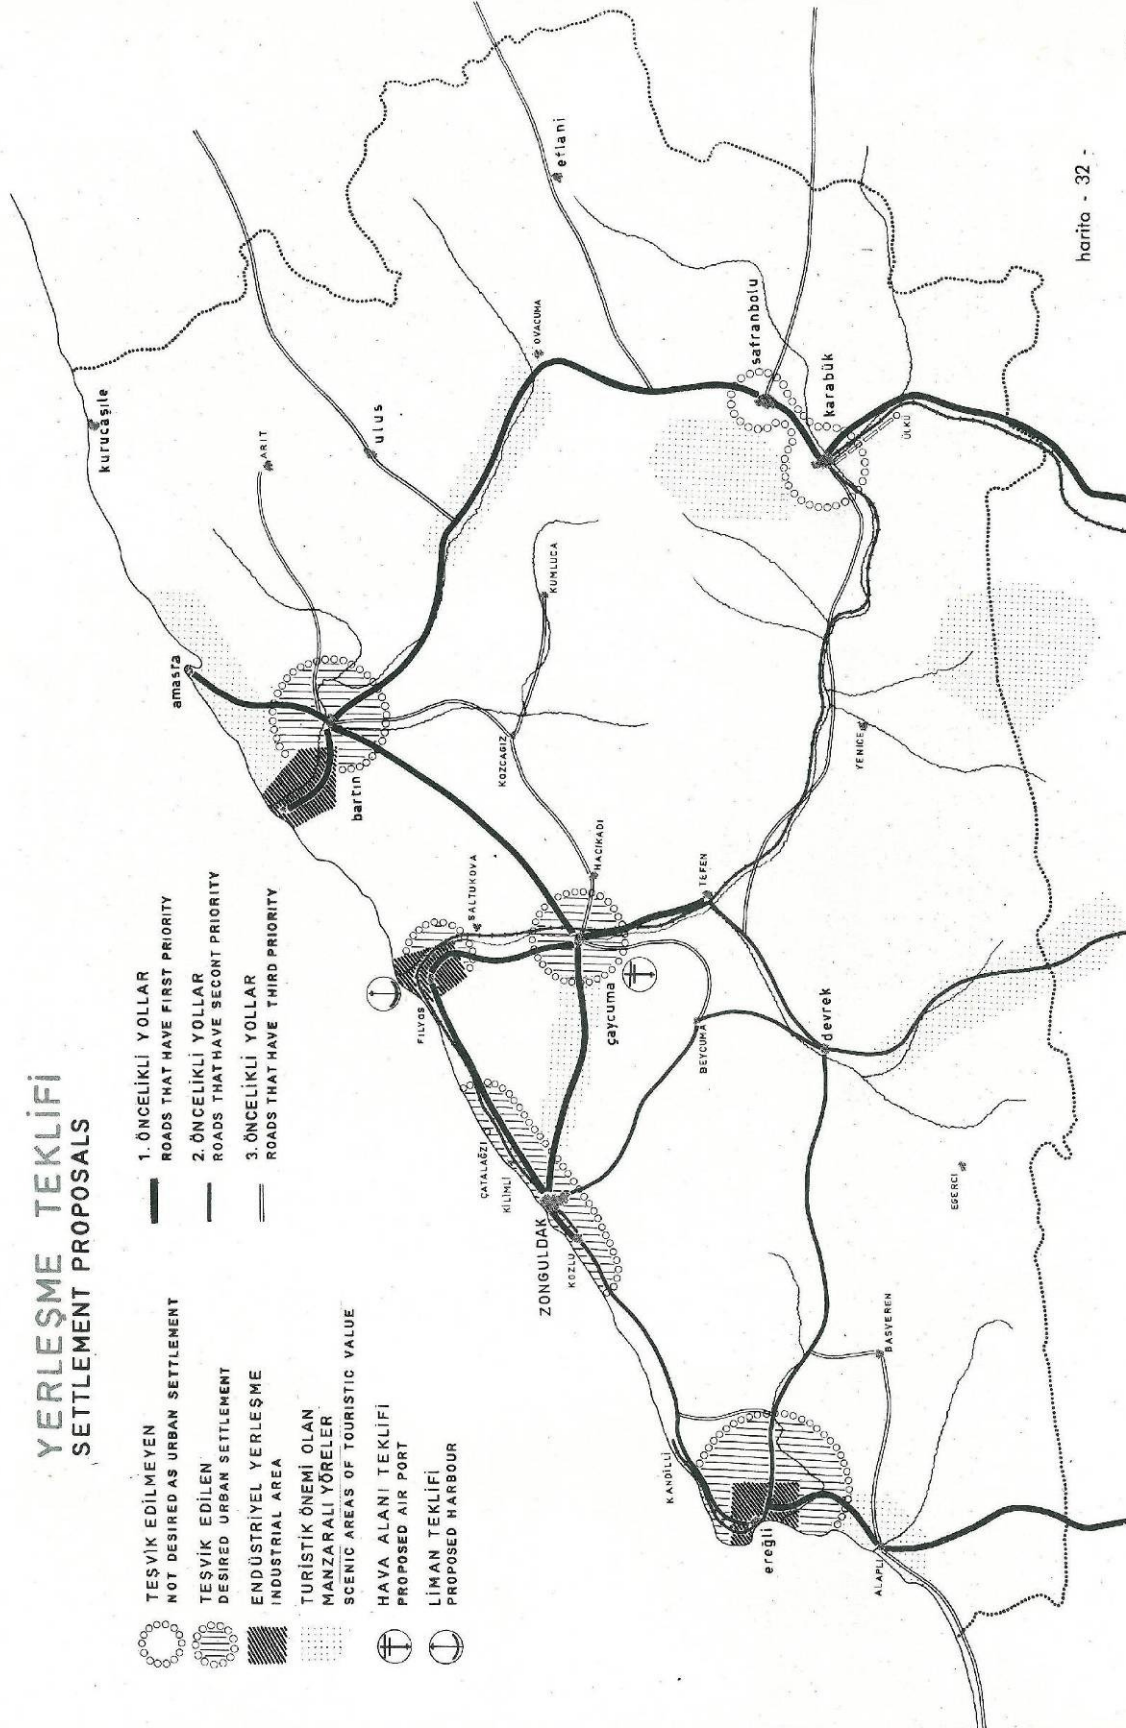 YERLEŞME TEKLİFİ
SETTLEMENT PROPOSALS
TEŞVİK EDİLMEYEN
NOT DESIRED AS URBAN SETTLEMENT
TEŞVİK EDİLEN
DESIRED URBAN SETTLEMENT
ENDÜSTRİYEL YERLEŞME
INDUSTRIAL AREA
TURİSTİK ÖNEMİ OLAN
MANZARALI YÖRELER
SCENIC AREAS OF TOURISTIC VALUE
HAVA ALANI TEKLİFİ
PROPOSED AIR PORT
LİMAN TEKLİFİ
PROPOSED HARBOUR
1. ÖNCELİKLİ YOLLAR
ROADS THAT HAVE FIRST PRIORITY
2. ÖNCELİKLİ YOLLAR
ROADS THAT HAVE SECONT PRIORITY
3. ÖNCELİKLİ YOLLAR
ROADS THAT HAVE THIRD PRIORITY
kurucaşile
ARIT
amasra
ulus
bartın
eflani
OVACUMA
KUMLUCA
KOZCAĞIZ
SALTUKOVA
FILYOS
HACIKADI
safranbolu
karabük
ÜLKÜ
çaycuma
TEFEN
YENİCE
ÇATALAĞZI
KİLİMLİ
ZONGULDAK
KOZLU
BEYCUMA
devrek
KANDİLLİ
EGERCI
BASVEREN
ereğli
ALAPLI
harita - 32 -